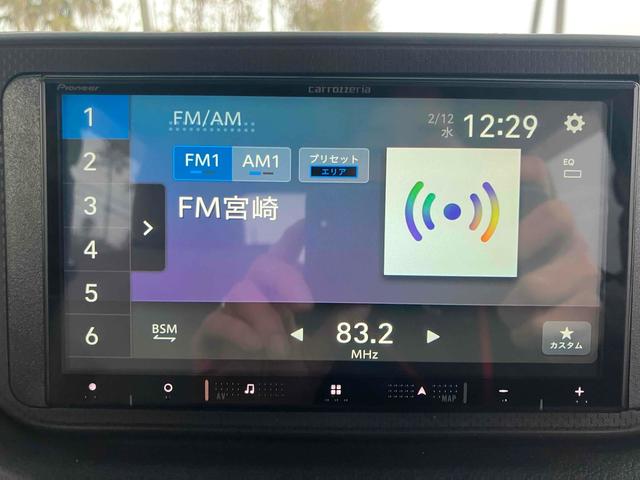 Pioneer carrozzeria
1 FM/AM 2/12 水 12:29
2 FM1 AM1 プリセット エリア EQ
3 FM宮崎
4
5
6 BSM 83.2 MHz カスタム
AV MAP